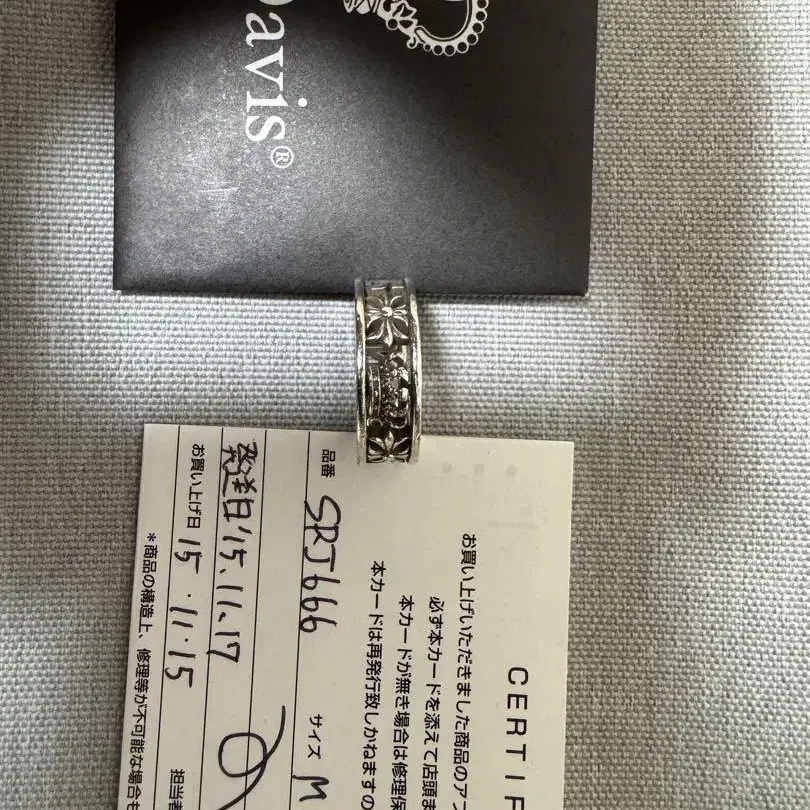 Davis®
CERTIF
お買い上げいただきました商品のアフ
必ず本カードを添えて店頭ま
本カードが無き場合は修理保
本カードは再発行致しかねますの
品番 SRJ666 サイズ M
発送日'15.11.17
お買い上げ日 15.11.15 担当者
*商品の構造上、修理等が不可能な場合も